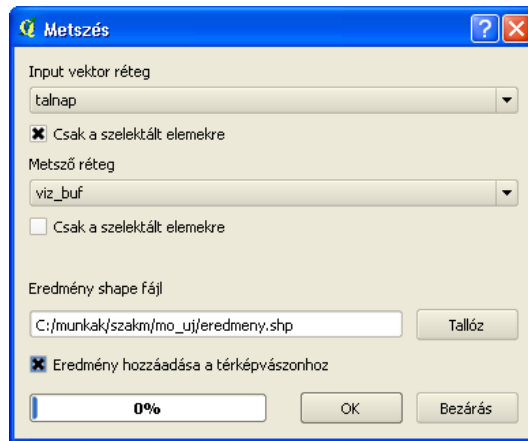 Metszés
Input vektor réteg
talnap
Csak a szelektált elemekre
Metsző réteg
viz_buf
Csak a szelektált elemekre
Eredmény shape fájl
C:/munkak/szakm/mo_uj/eredmeny.shp
Tallóz
Eredmény hozzáadása a térképvászonhoz
0%
OK
Bezárás